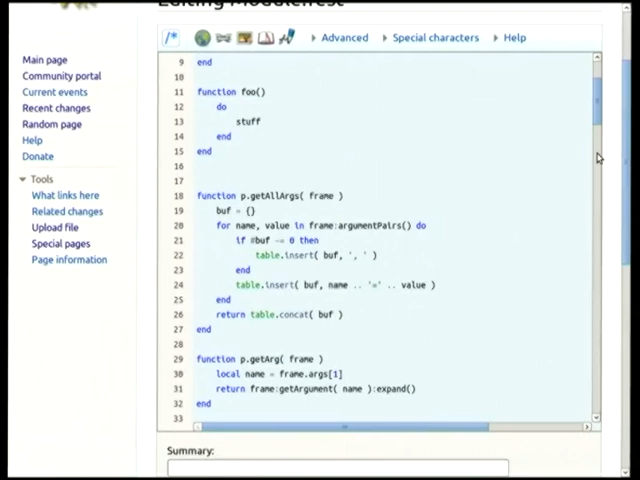 Editing Module:Test
/*
Advanced
Special characters
Help
Main page
Community portal
Current events
Recent changes
Random page
Help
Donate
Tools
What links here
Related changes
Upload file
Special pages
Page information
9 end
10
11 function foo()
12 do
13 stuff
14 end
15 end
16
17
18 function p.getAllArgs( frame )
19 buf = {}
20 for name, value in frame:argumentPairs() do
21 if #buf ~= 0 then
22 table.insert( buf, ', ' )
23 end
24 table.insert( buf, name .. '=' .. value )
25 end
26 return table.concat( buf )
27 end
28
29 function p.getArg( frame )
30 local name = frame.args[1]
31 return frame:getArgument( name ):expand()
32 end
33
Summary: